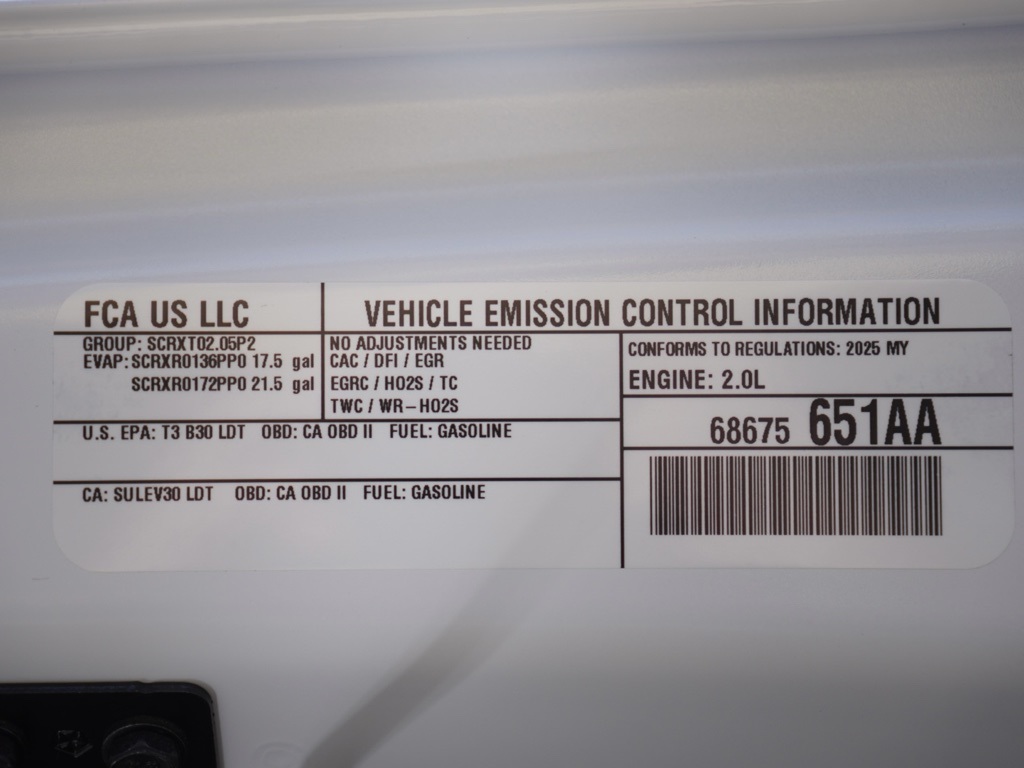 FCA US LLC
VEHICLE EMISSION CONTROL INFORMATION
GROUP: SCRXT02.05P2
EVAP: SCRXR0136PP0 17.5 gal
SCRXR0172PP0 21.5 gal
NO ADJUSTMENTS NEEDED
CAC / DFI / EGR
EGRC / HO2S / TC
TWC / WR-HO2S
CONFORMS TO REGULATIONS: 2025 MY
ENGINE: 2.0L
68675 651AA
U.S. EPA: T3 B30 LDT OBD: CA OBD II FUEL: GASOLINE
CA: SULEV30 LDT OBD: CA OBD II FUEL: GASOLINE